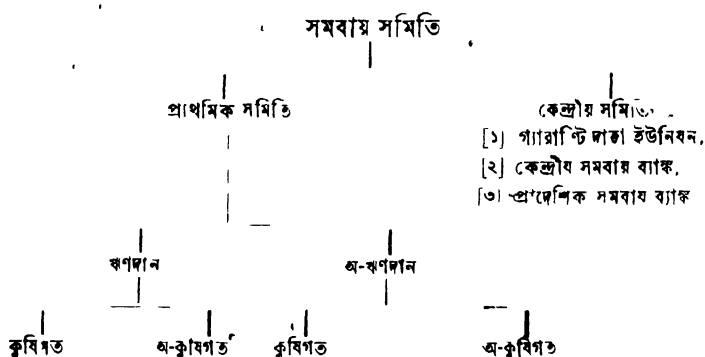 সমবায় সমিতি
প্রাথমিক সমিতি
কেন্দ্রীয় সমিতি
[১] গ্যারান্টি দাতা ইউনিয়ন,
[২] কেন্দ্রীয সমবায় ব্যাঙ্ক,
[৩] প্রাদেশিক সমবায ব্যাঙ্ক
ঋণদান
অ-ঋণদান
কৃষিগত
অ-কৃষিগত
কৃষিগত
অ-কৃষিগত